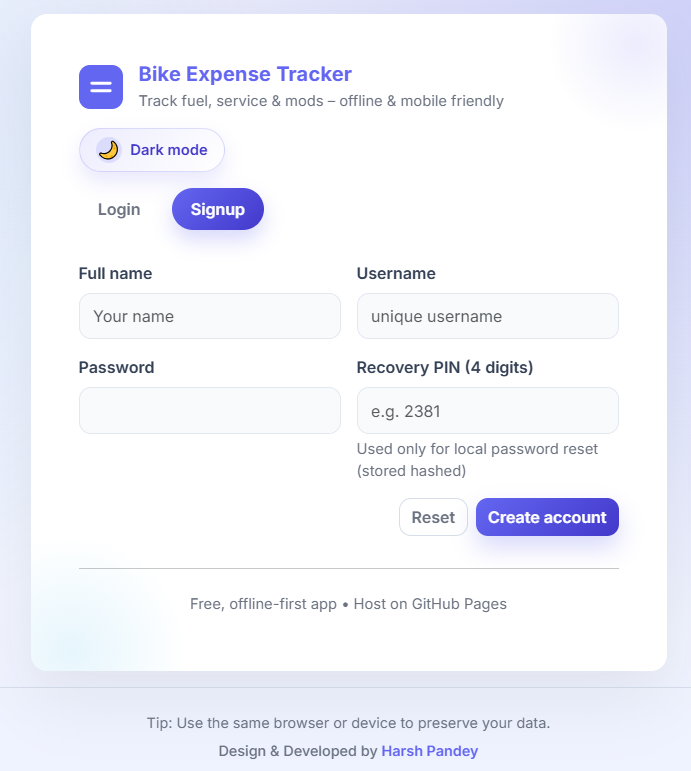 Bike Expense Tracker
Track fuel, service & mods – offline & mobile friendly
Dark mode
Login
Signup
Full name
Username
Your name
unique username
Password
Recovery PIN (4 digits)
e.g. 2381
Used only for local password reset
(stored hashed)
Reset
Create account
Free, offline-first app • Host on GitHub Pages
Tip: Use the same browser or device to preserve your data.
Design & Developed by Harsh Pandey